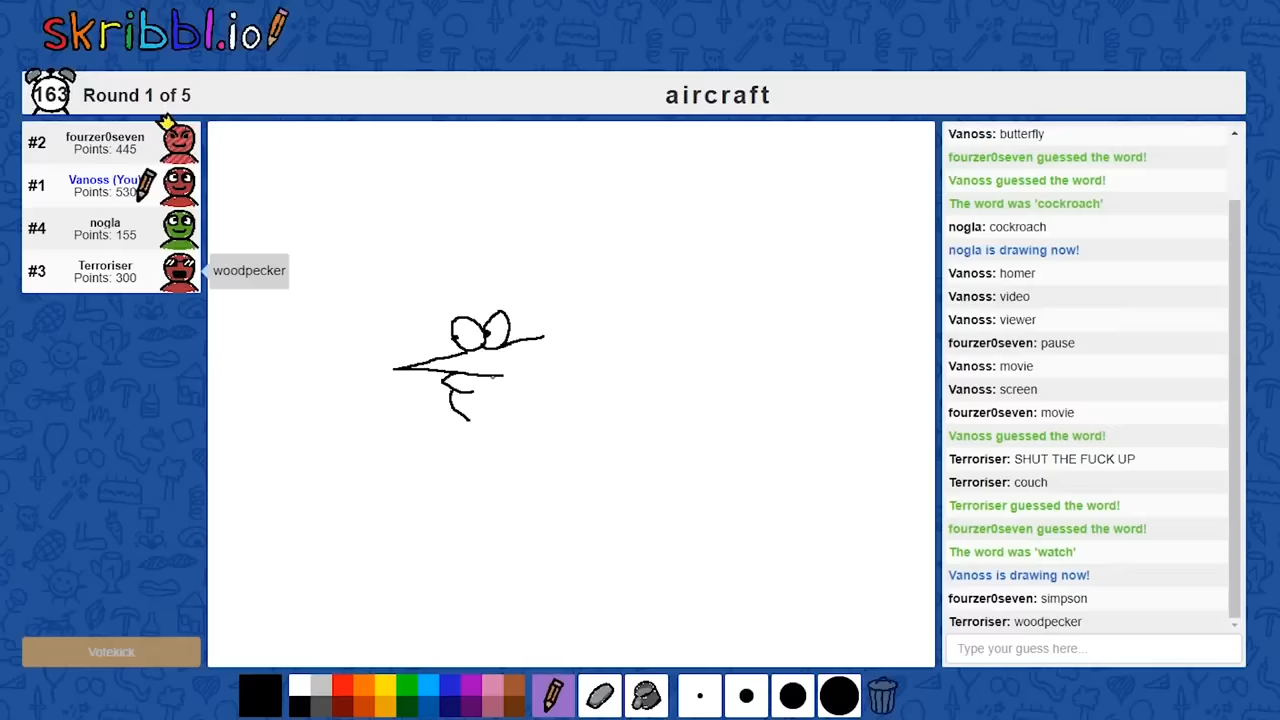 skribbl.io
163
Round 1 of 5
aircraft
#2
fourzer0seven
Points: 445
#1
Vanoss (You)
Points: 530
#4
nogla
Points: 155
#3
Terroriser
Points: 300
woodpecker
Votekick
Vanoss: butterfly
fourzer0seven guessed the word!
Vanoss guessed the word!
The word was 'cockroach'
nogla: cockroach
nogla is drawing now!
Vanoss: homer
Vanoss: video
Vanoss: viewer
fourzer0seven: pause
Vanoss: movie
Vanoss: screen
fourzer0seven: movie
Vanoss guessed the word!
Terroriser: SHUT THE FUCK UP
Terroriser: couch
Terroriser guessed the word!
fourzer0seven guessed the word!
The word was 'watch'
Vanoss is drawing now!
fourzer0seven: simpson
Terroriser: woodpecker
Type your guess here...